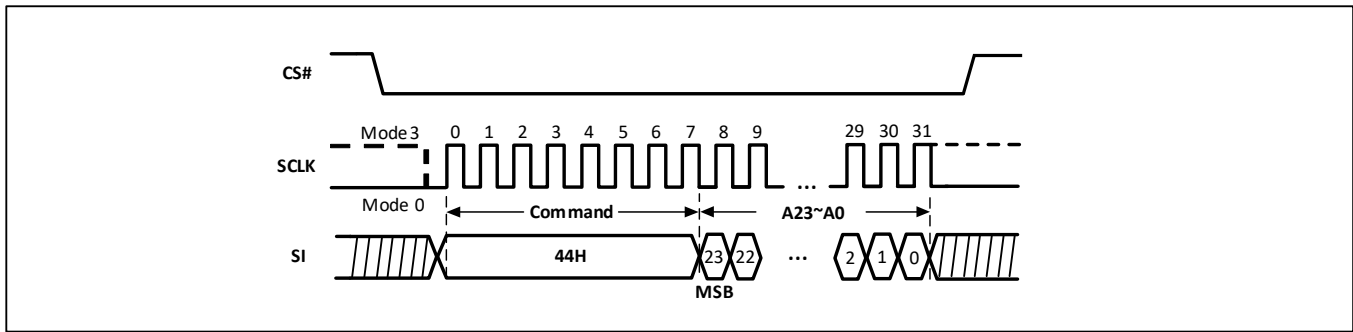 CS#
Mode 3 0 1 2 3 4 5 6 7 8 9 29 30 31
SCLK
...
Mode 0 Command A23~A0
SI 44H 23 22 ... 2 1 0
MSB